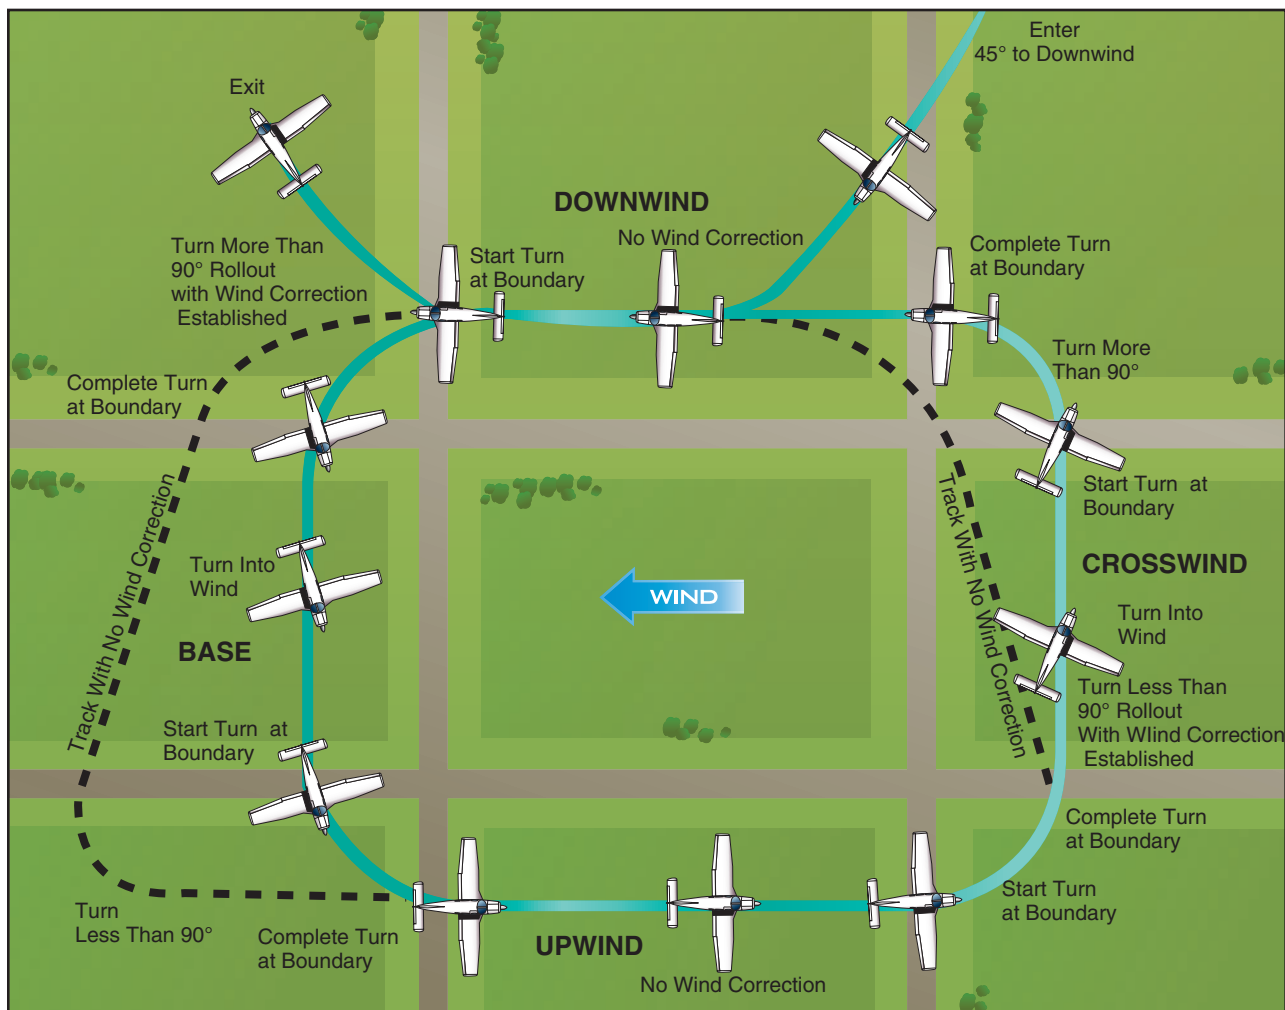 Enter
45° to Downwind
Exit
DOWNWIND
No Wind Correction
Turn More Than
90° Rollout
with Wind Correction
Established
Start Turn
at Boundary
Complete Turn
at Boundary
Turn More
Than 90°
Complete Turn
at Boundary
Track With No Wind Correction
Start Turn at
Boundary
Track With No Wind Correction
CROSSWIND
Turn Into
Wind
WIND
Turn Into
Wind
BASE
Turn Less Than
90° Rollout
With WIind Correction
Established
Start Turn at
Boundary
Complete Turn
at Boundary
Start Turn
at Boundary
Turn
Less Than 90°
Complete Turn
at Boundary
UPWIND
No Wind Correction